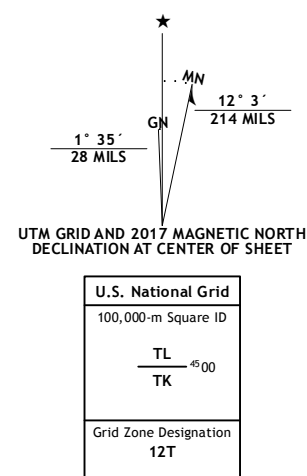 ★
MN
GN
12° 3´
214 MILS
1° 35´
28 MILS
UTM GRID AND 2017 MAGNETIC NORTH
DECLINATION AT CENTER OF SHEET
U.S. National Grid
100,000-m Square ID
TL
4500
TK
Grid Zone Designation
12T